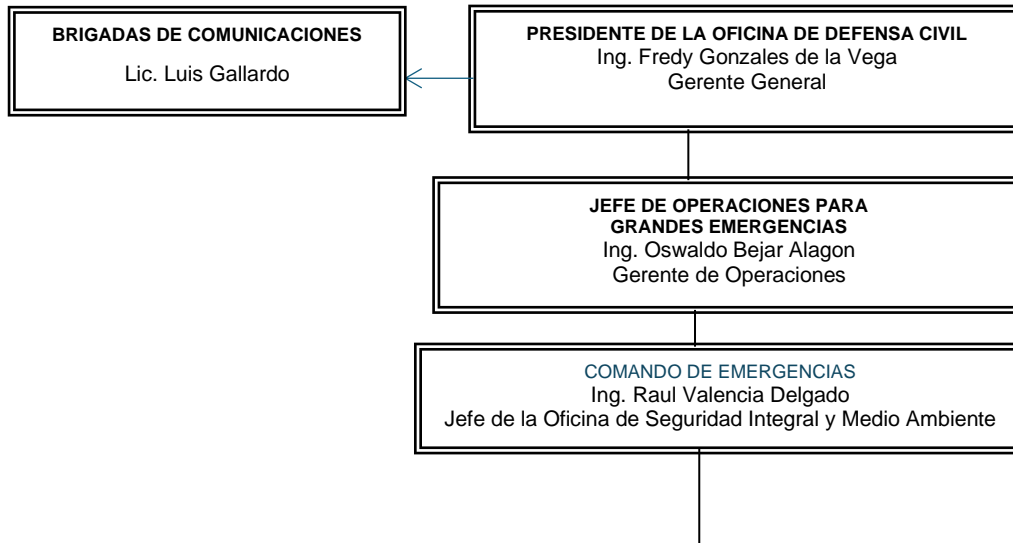 BRIGADAS DE COMUNICACIONES
Lic. Luis Gallardo
PRESIDENTE DE LA OFICINA DE DEFENSA CIVIL
Ing. Fredy Gonzales de la Vega
Gerente General
JEFE DE OPERACIONES PARA
GRANDES EMERGENCIAS
Ing. Oswaldo Bejar Alagon
Gerente de Operaciones
COMANDO DE EMERGENCIAS
Ing. Raul Valencia Delgado
Jefe de la Oficina de Seguridad Integral y Medio Ambiente